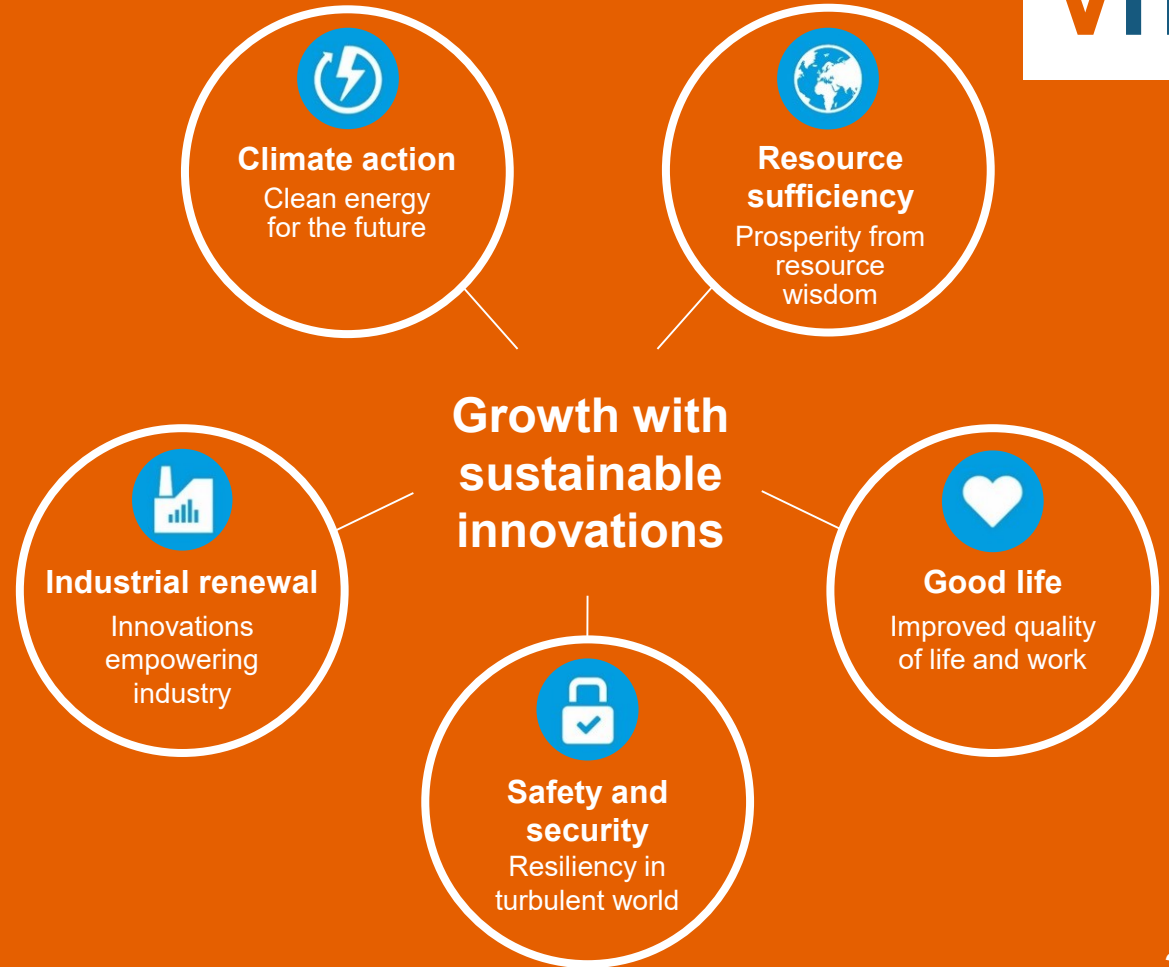 Climate action
Clean energy
for the future
Resource
sufficiency
Prosperity from
resource
wisdom
Growth with
sustainable
innovations
Industrial renewal
Innovations
empowering
industry
Good life
Improved quality
of life and work
Safety and
security
Resiliency in
turbulent world